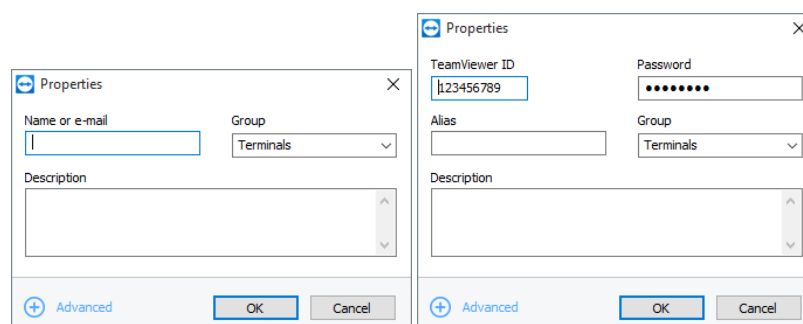 Properties
Name or e-mail
Group
Terminals
Description
Advanced
OK
Cancel
Properties
TeamViewer ID
Password
123456789
••••••••
Alias
Group
Terminals
Description
Advanced
OK
Cancel